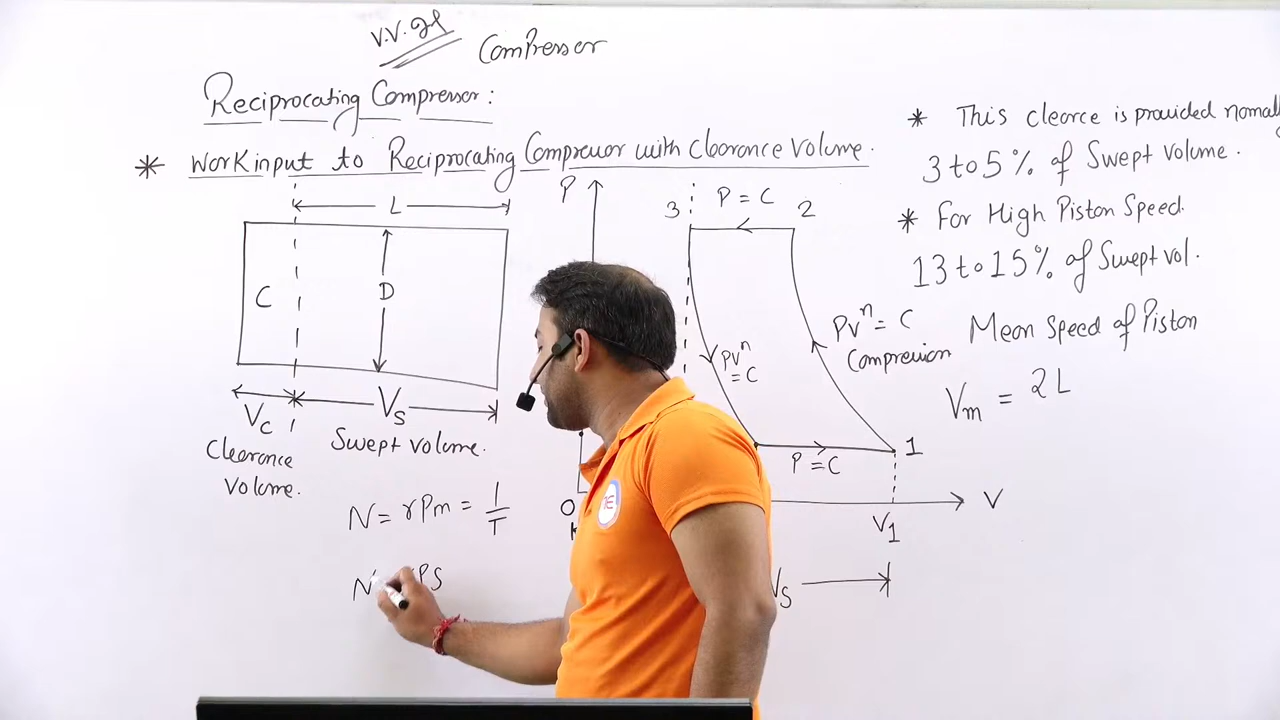 V.V.
Compressor
Reciprocating Compressor:
* Work input to Reciprocating Compressor with Clearance Volume.
L
C
D
Vc
Vs
Clearance
Volume.
Swept Volume.
N = rpm = 1/T
N rps
P
3
P = C
2
PVⁿ
= C
PVⁿ = C
Compression
P = C
1
O
V
V1
Vs
* This clearce is provided normall
3 to 5% of Swept Volume.
* For High Piston Speed.
13 to 15% of Swept Vol.
Mean Speed of Piston
Vm = 2L